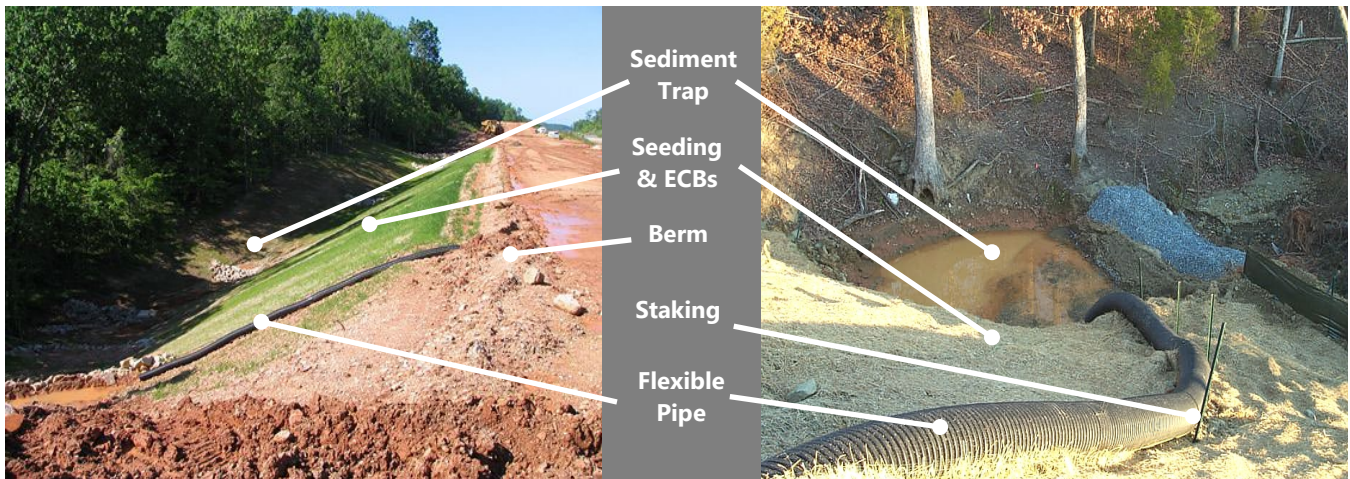 Sediment
Trap
Seeding
& ECBs
Berm
Staking
Flexible
Pipe